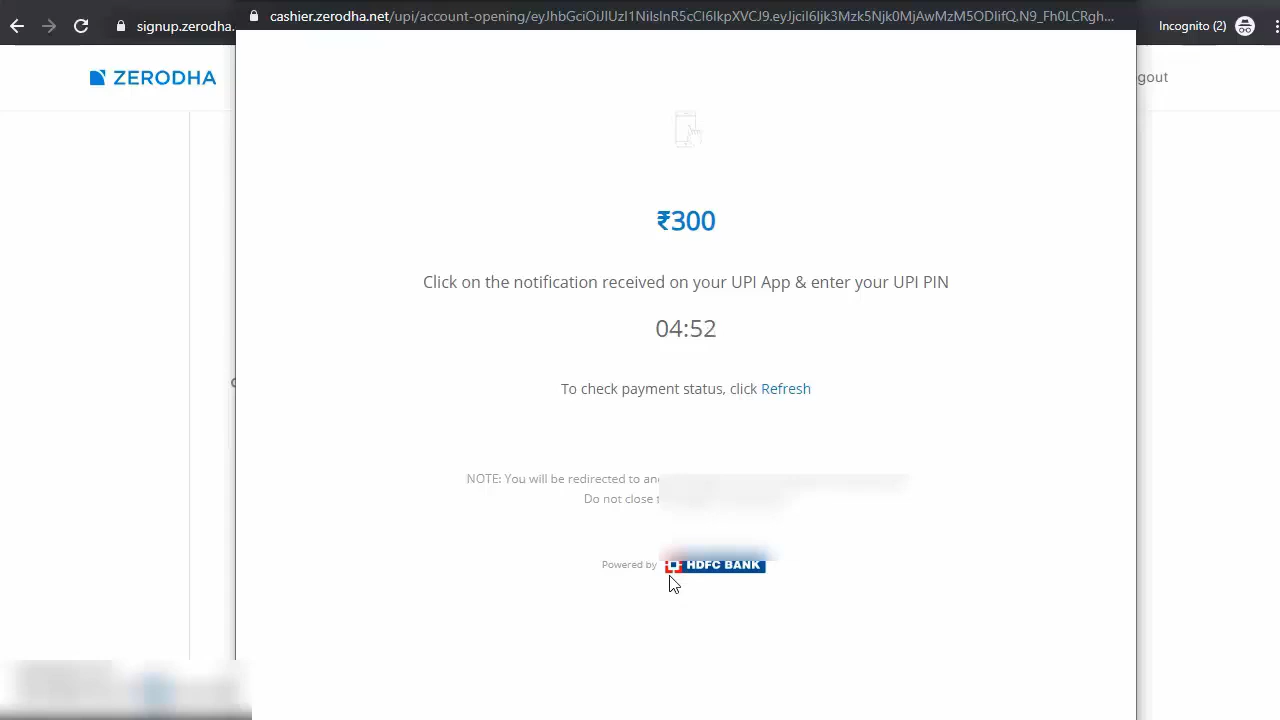 signup.zerodha.
cashier.zerodha.net/upi/account-opening/eyJhbGciOiJIUzI1NiIsInR5cCI6IkpXVCJ9.eyJjciI6Ijk3Mzk5Njk0MjAwMzM5ODIifQ.N9_Fh0LCRgh...
Incognito (2)
ZERODHA
gout
₹300
Click on the notification received on your UPI App & enter your UPI PIN
04:52
To check payment status, click Refresh
NOTE: You will be redirected to
Do not close
Powered by HDFC BANK